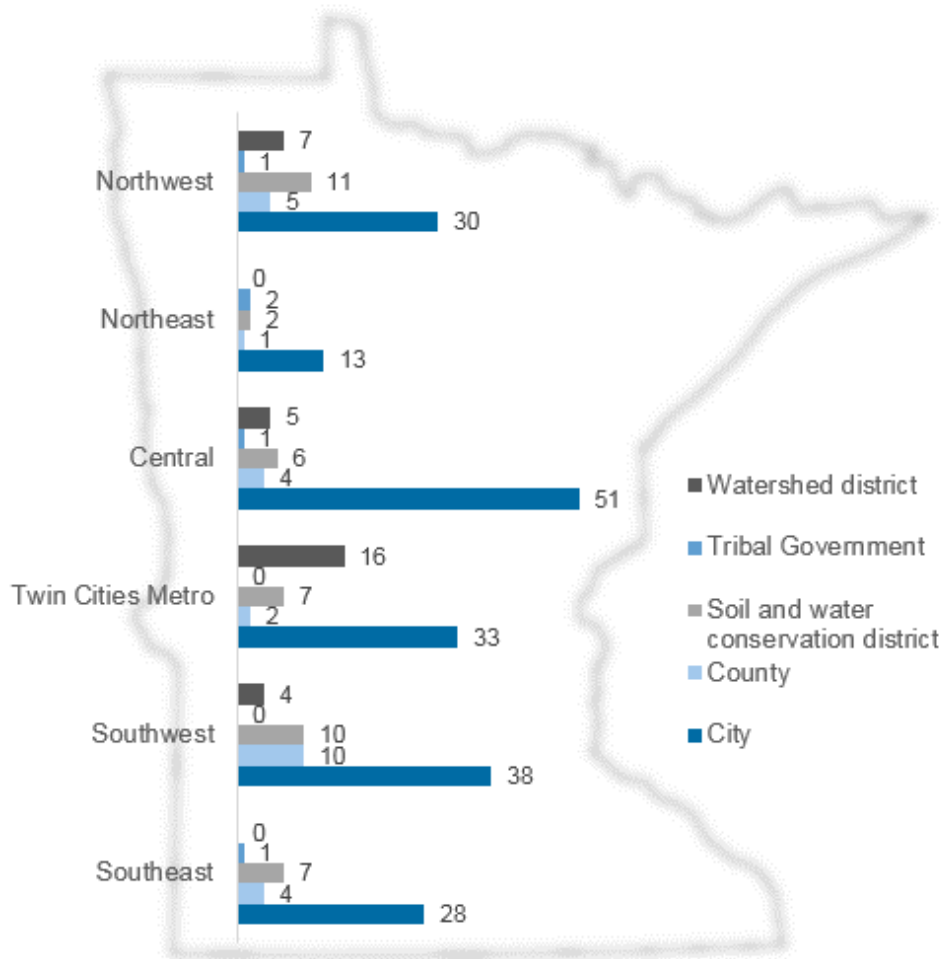 7
1
Northwest
11
5
30
0
2
Northeast
2
1
13
5
1
Central
6
4
51
16
0
Twin Cities Metro
7
2
33
4
0
Southwest
10
10
38
0
1
Southeast
7
4
28
Watershed district
Tribal Government
Soil and water
conservation district
County
City